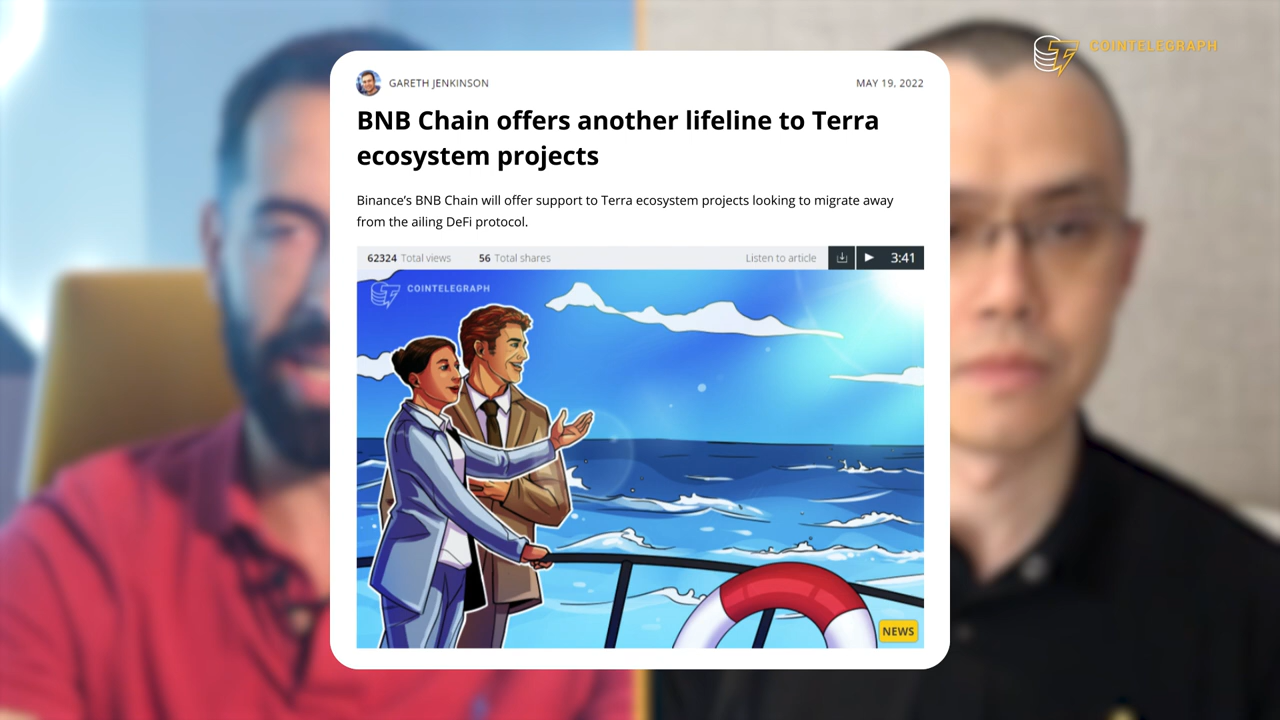 COINTELEGRAPH
GARETH JENKINSON
MAY 19, 2022
BNB Chain offers another lifeline to Terra
ecosystem projects
Binance’s BNB Chain will offer support to Terra ecosystem projects looking to migrate away
from the ailing DeFi protocol.
62324 Total views
56 Total shares
Listen to article
3:41
COINTELEGRAPH
NEWS